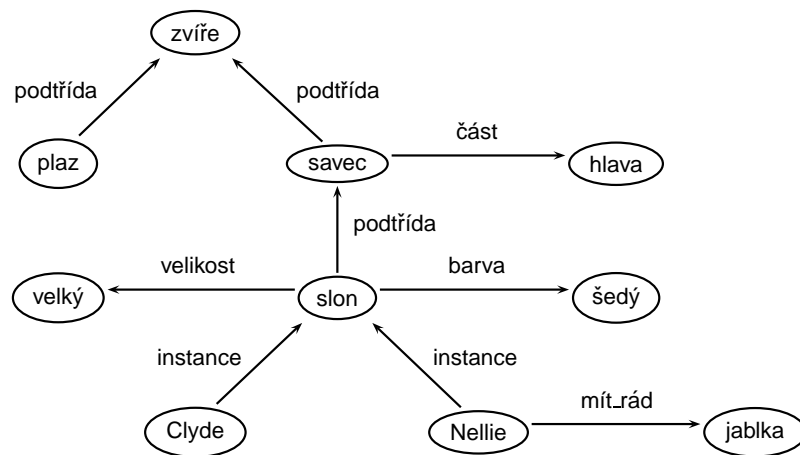 zvíře
podtřída
podtřída
část
plaz
savec
hlava
podtřída
velikost
barva
velký
slon
šedý
instance
instance
mít_rád
Clyde
Nellie
jablka